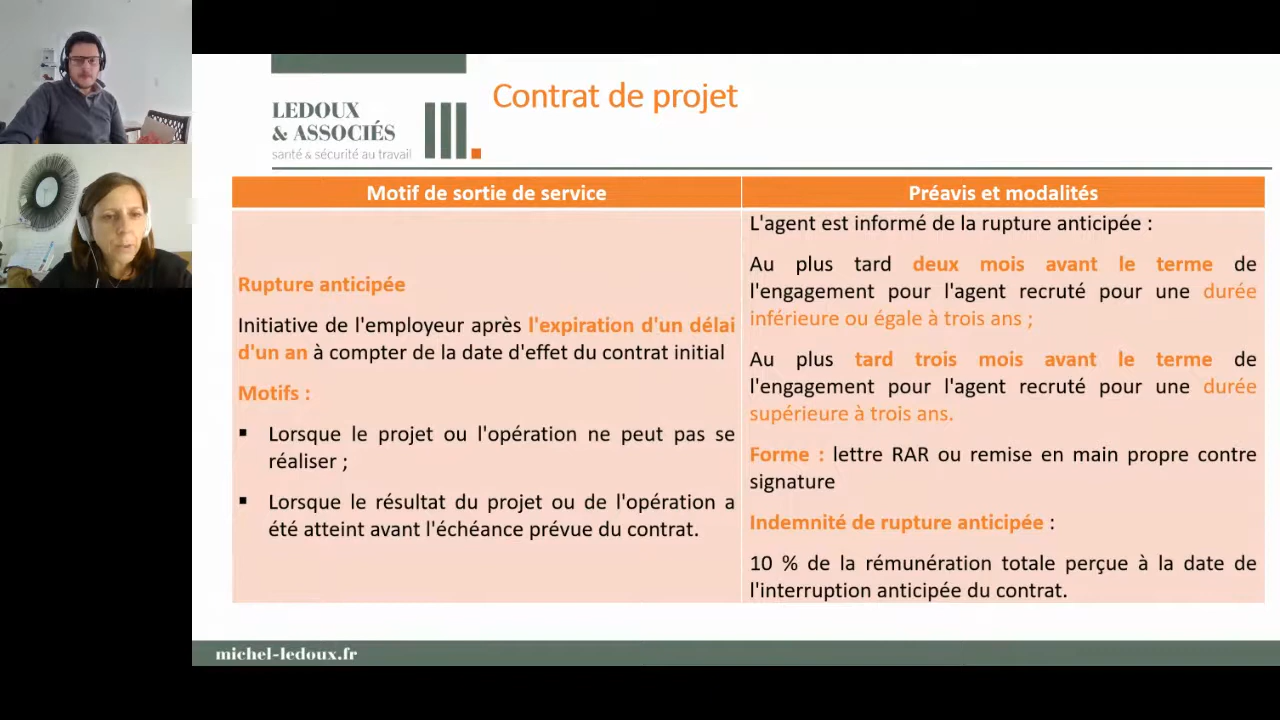 Contrat de projet
LEDOUX
& ASSOCIÉS
santé & sécurité au travail
Motif de sortie de service
Rupture anticipée
Initiative de l'employeur après l'expiration d'un délai
d'un an à compter de la date d'effet du contrat initial
Motifs :
▪ Lorsque le projet ou l'opération ne peut pas se
réaliser ;
▪ Lorsque le résultat du projet ou de l'opération a
été atteint avant l'échéance prévue du contrat.
Préavis et modalités
L'agent est informé de la rupture anticipée :
Au plus tard deux mois avant le terme de
l'engagement pour l'agent recruté pour une durée
inférieure ou égale à trois ans ;
Au plus tard trois mois avant le terme de
l'engagement pour l'agent recruté pour une durée
supérieure à trois ans.
Forme : lettre RAR ou remise en main propre contre
signature
Indemnité de rupture anticipée :
10 % de la rémunération totale perçue à la date de
l'interruption anticipée du contrat.
michel-ledoux.fr